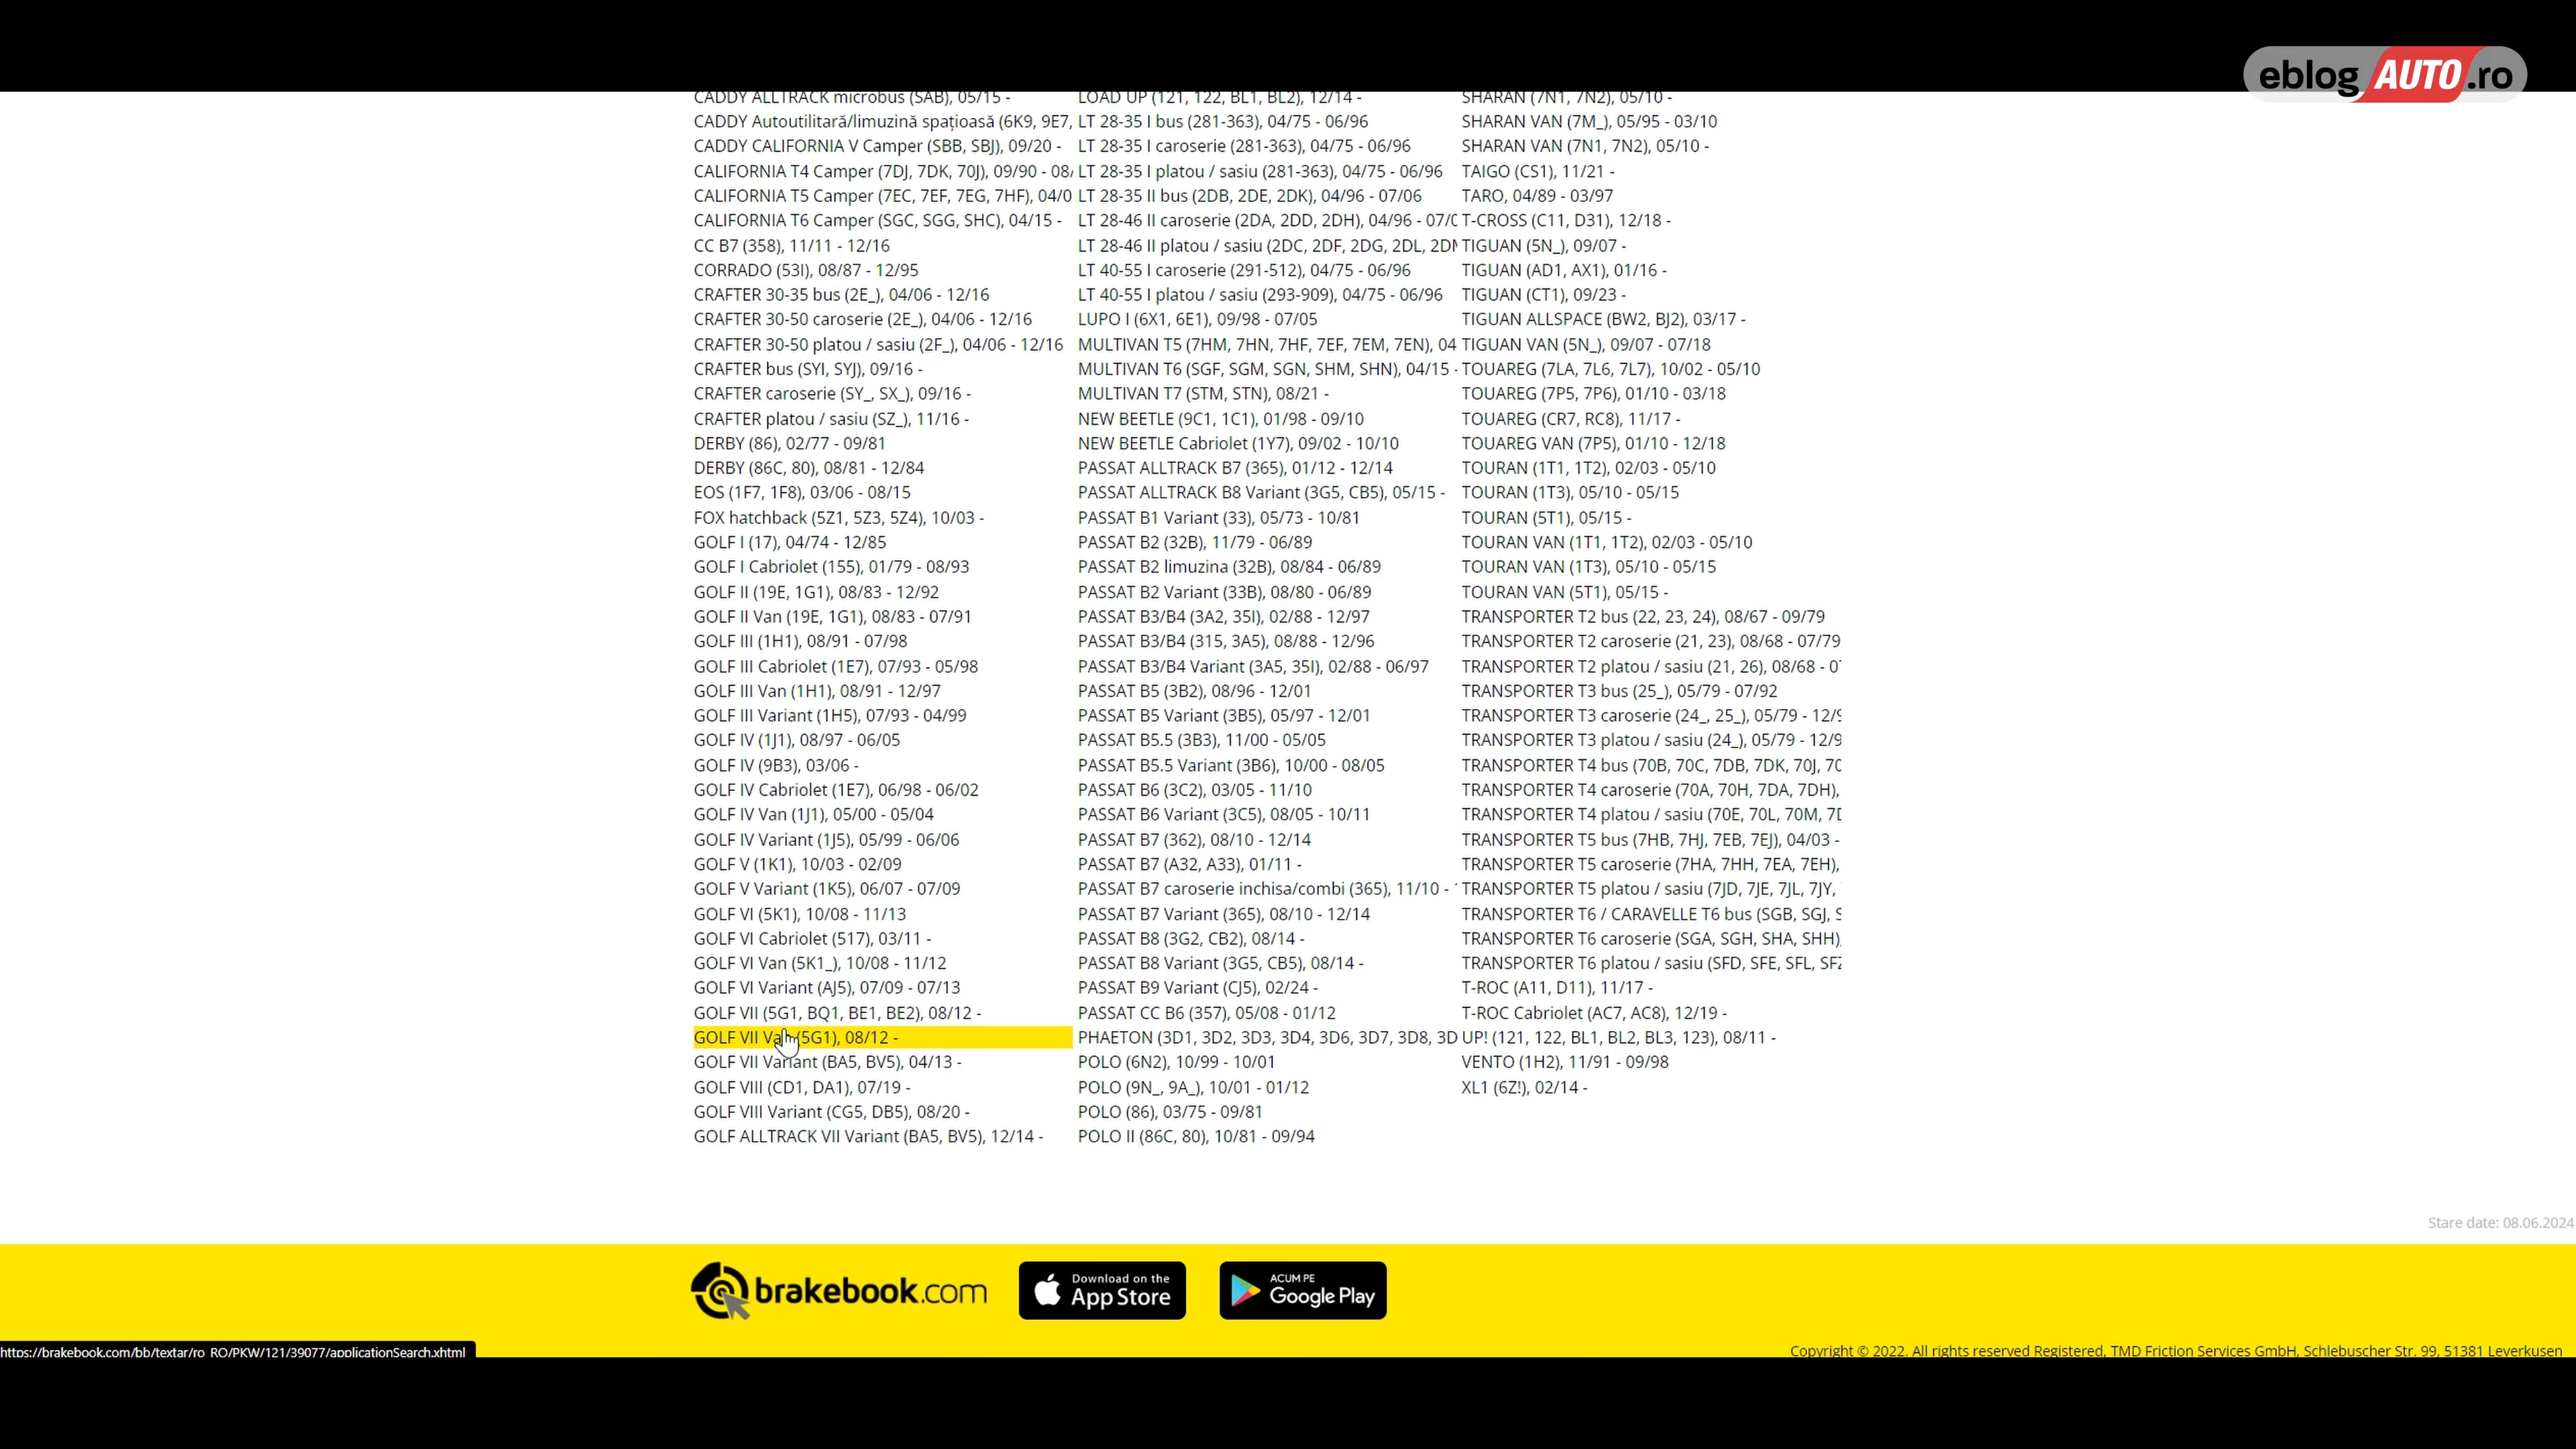 eblog AUTO.ro
CADDY ALLTRACK microbus (SAB), 05/15 -
CADDY Autoutilitară/limuzină spațioasă (6K9, 9E7,
CADDY CALIFORNIA V Camper (SBB, SBJ), 09/20 -
CALIFORNIA T4 Camper (7DJ, 7DK, 70J), 09/90 - 08/
CALIFORNIA T5 Camper (7EC, 7EF, 7EG, 7HF), 04/0
CALIFORNIA T6 Camper (SGC, SGG, SHC), 04/15 -
CC B7 (358), 11/11 - 12/16
CORRADO (53I), 08/87 - 12/95
CRAFTER 30-35 bus (2E_), 04/06 - 12/16
CRAFTER 30-50 caroserie (2E_), 04/06 - 12/16
CRAFTER 30-50 platou / sasiu (2F_), 04/06 - 12/16
CRAFTER bus (SYI, SYJ), 09/16 -
CRAFTER caroserie (SY_, SX_), 09/16 -
CRAFTER platou / sasiu (SZ_), 11/16 -
DERBY (86), 02/77 - 09/81
DERBY (86C, 80), 08/81 - 12/84
EOS (1F7, 1F8), 03/06 - 08/15
FOX hatchback (5Z1, 5Z3, 5Z4), 10/03 -
GOLF I (17), 04/74 - 12/85
GOLF I Cabriolet (155), 01/79 - 08/93
GOLF II (19E, 1G1), 08/83 - 12/92
GOLF II Van (19E, 1G1), 08/83 - 07/91
GOLF III (1H1), 08/91 - 07/98
GOLF III Cabriolet (1E7), 07/93 - 05/98
GOLF III Van (1H1), 08/91 - 12/97
GOLF III Variant (1H5), 07/93 - 04/99
GOLF IV (1J1), 08/97 - 06/05
GOLF IV (9B3), 03/06 -
GOLF IV Cabriolet (1E7), 06/98 - 06/02
GOLF IV Van (1J1), 05/00 - 05/04
GOLF IV Variant (1J5), 05/99 - 06/06
GOLF V (1K1), 10/03 - 02/09
GOLF V Variant (1K5), 06/07 - 07/09
GOLF VI (5K1), 10/08 - 11/13
GOLF VI Cabriolet (517), 03/11 -
GOLF VI Van (5K1_), 10/08 - 11/12
GOLF VI Variant (AJ5), 07/09 - 07/13
GOLF VII (5G1, BQ1, BE1, BE2), 08/12 -
GOLF VII Van (5G1), 08/12 -
GOLF VII Variant (BA5, BV5), 04/13 -
GOLF VIII (CD1, DA1), 07/19 -
GOLF VIII Variant (CG5, DB5), 08/20 -
GOLF ALLTRACK VII Variant (BA5, BV5), 12/14 -
LOAD UP (121, 122, BL1, BL2), 12/14 -
LT 28-35 I bus (281-363), 04/75 - 06/96
LT 28-35 I caroserie (281-363), 04/75 - 06/96
LT 28-35 I platou / sasiu (281-363), 04/75 - 06/96
LT 28-35 II bus (2DB, 2DE, 2DK), 04/96 - 07/06
LT 28-46 II caroserie (2DA, 2DD, 2DH), 04/96 - 07/0
LT 28-46 II platou / sasiu (2DC, 2DF, 2DG, 2DL, 2DM
LT 40-55 I caroserie (291-512), 04/75 - 06/96
LT 40-55 I platou / sasiu (293-909), 04/75 - 06/96
LUPO I (6X1, 6E1), 09/98 - 07/05
MULTIVAN T5 (7HM, 7HN, 7HF, 7EF, 7EM, 7EN), 04
MULTIVAN T6 (SGF, SGM, SGN, SHM, SHN), 04/15 -
MULTIVAN T7 (STM, STN), 08/21 -
NEW BEETLE (9C1, 1C1), 01/98 - 09/10
NEW BEETLE Cabriolet (1Y7), 09/02 - 10/10
PASSAT ALLTRACK B7 (365), 01/12 - 12/14
PASSAT ALLTRACK B8 Variant (3G5, CB5), 05/15 -
PASSAT B1 Variant (33), 05/73 - 10/81
PASSAT B2 (32B), 11/79 - 06/89
PASSAT B2 limuzina (32B), 08/84 - 06/89
PASSAT B2 Variant (33B), 08/80 - 06/89
PASSAT B3/B4 (3A2, 35I), 02/88 - 12/97
PASSAT B3/B4 (315, 3A5), 08/88 - 12/96
PASSAT B3/B4 Variant (3A5, 35I), 02/88 - 06/97
PASSAT B5 (3B2), 08/96 - 12/01
PASSAT B5 Variant (3B5), 05/97 - 12/01
PASSAT B5.5 (3B3), 11/00 - 05/05
PASSAT B5.5 Variant (3B6), 10/00 - 08/05
PASSAT B6 (3C2), 03/05 - 11/10
PASSAT B6 Variant (3C5), 08/05 - 10/11
PASSAT B7 (362), 08/10 - 12/14
PASSAT B7 (A32, A33), 01/11 -
PASSAT B7 caroserie inchisa/combi (365), 11/10 -
PASSAT B7 Variant (365), 08/10 - 12/14
PASSAT B8 (3G2, CB2), 08/14 -
PASSAT B8 Variant (3G5, CB5), 08/14 -
PASSAT B9 Variant (CJ5), 02/24 -
PASSAT CC B6 (357), 05/08 - 01/12
PHAETON (3D1, 3D2, 3D3, 3D4, 3D6, 3D7, 3D8, 3D
POLO (6N2), 10/99 - 10/01
POLO (9N_, 9A_), 10/01 - 01/12
POLO (86), 03/75 - 09/81
POLO II (86C, 80), 10/81 - 09/94
SHARAN (7N1, 7N2), 05/10 -
SHARAN VAN (7M_), 05/95 - 03/10
SHARAN VAN (7N1, 7N2), 05/10 -
TAIGO (CS1), 11/21 -
TARO, 04/89 - 03/97
T-CROSS (C11, D31), 12/18 -
TIGUAN (5N_), 09/07 -
TIGUAN (AD1, AX1), 01/16 -
TIGUAN (CT1), 09/23 -
TIGUAN ALLSPACE (BW2, BJ2), 03/17 -
TIGUAN VAN (5N_), 09/07 - 07/18
TOUAREG (7LA, 7L6, 7L7), 10/02 - 05/10
TOUAREG (7P5, 7P6), 01/10 - 03/18
TOUAREG (CR7, RC8), 11/17 -
TOUAREG VAN (7P5), 01/10 - 12/18
TOURAN (1T1, 1T2), 02/03 - 05/10
TOURAN (1T3), 05/10 - 05/15
TOURAN (5T1), 05/15 -
TOURAN VAN (1T1, 1T2), 02/03 - 05/10
TOURAN VAN (1T3), 05/10 - 05/15
TOURAN VAN (5T1), 05/15 -
TRANSPORTER T2 bus (22, 23, 24), 08/67 - 09/79
TRANSPORTER T2 caroserie (21, 23), 08/68 - 07/79
TRANSPORTER T2 platou / sasiu (21, 26), 08/68 - 07
TRANSPORTER T3 bus (25_), 05/79 - 07/92
TRANSPORTER T3 caroserie (24_, 25_), 05/79 - 12/9
TRANSPORTER T3 platou / sasiu (24_), 05/79 - 12/9
TRANSPORTER T4 bus (70B, 70C, 7DB, 7DK, 70J, 70
TRANSPORTER T4 caroserie (70A, 70H, 7DA, 7DH),
TRANSPORTER T4 platou / sasiu (70E, 70L, 70M, 7D
TRANSPORTER T5 bus (7HB, 7HJ, 7EB, 7EJ), 04/03 -
TRANSPORTER T5 caroserie (7HA, 7HH, 7EA, 7EH),
TRANSPORTER T5 platou / sasiu (7JD, 7JE, 7JL, 7JY,
TRANSPORTER T6 / CARAVELLE T6 bus (SGB, SGJ, S
TRANSPORTER T6 caroserie (SGA, SGH, SHA, SHH),
TRANSPORTER T6 platou / sasiu (SFD, SFE, SFL, SFZ
T-ROC (A11, D11), 11/17 -
T-ROC Cabriolet (AC7, AC8), 12/19 -
UP! (121, 122, BL1, BL2, BL3, 123), 08/11 -
VENTO (1H2), 11/91 - 09/98
XL1 (6Z!), 02/14 -
Stare date: 08.06.2024
brakebook.com
Download on the
App Store
ACUM PE
Google Play
https://brakebook.com/bb/textar/ro_RO/PKW/121/39077/applicationSearch.xhtml
Copyright © 2022. All rights reserved Registered, TMD Friction Services GmbH, Schlebuscher Str. 99, 51381 Leverkusen